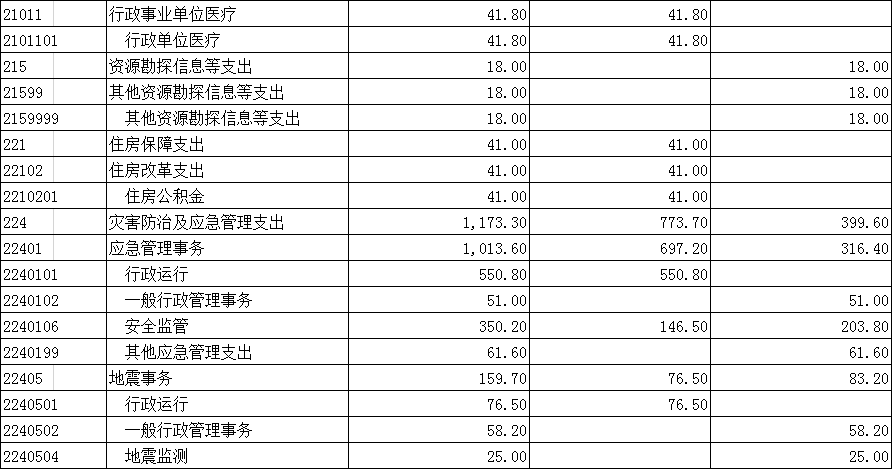 21011 行政事业单位医疗 41.80 41.80
2101101 行政单位医疗 41.80 41.80
215 资源勘探信息等支出 18.00 18.00
21599 其他资源勘探信息等支出 18.00 18.00
2159999 其他资源勘探信息等支出 18.00 18.00
221 住房保障支出 41.00 41.00
22102 住房改革支出 41.00 41.00
2210201 住房公积金 41.00 41.00
224 灾害防治及应急管理支出 1,173.30 773.70 399.60
22401 应急管理事务 1,013.60 697.20 316.40
2240101 行政运行 550.80 550.80
2240102 一般行政管理事务 51.00 51.00
2240106 安全监管 350.20 146.50 203.80
2240199 其他应急管理支出 61.60 61.60
22405 地震事务 159.70 76.50 83.20
2240501 行政运行 76.50 76.50
2240502 一般行政管理事务 58.20 58.20
2240504 地震监测 25.00 25.00